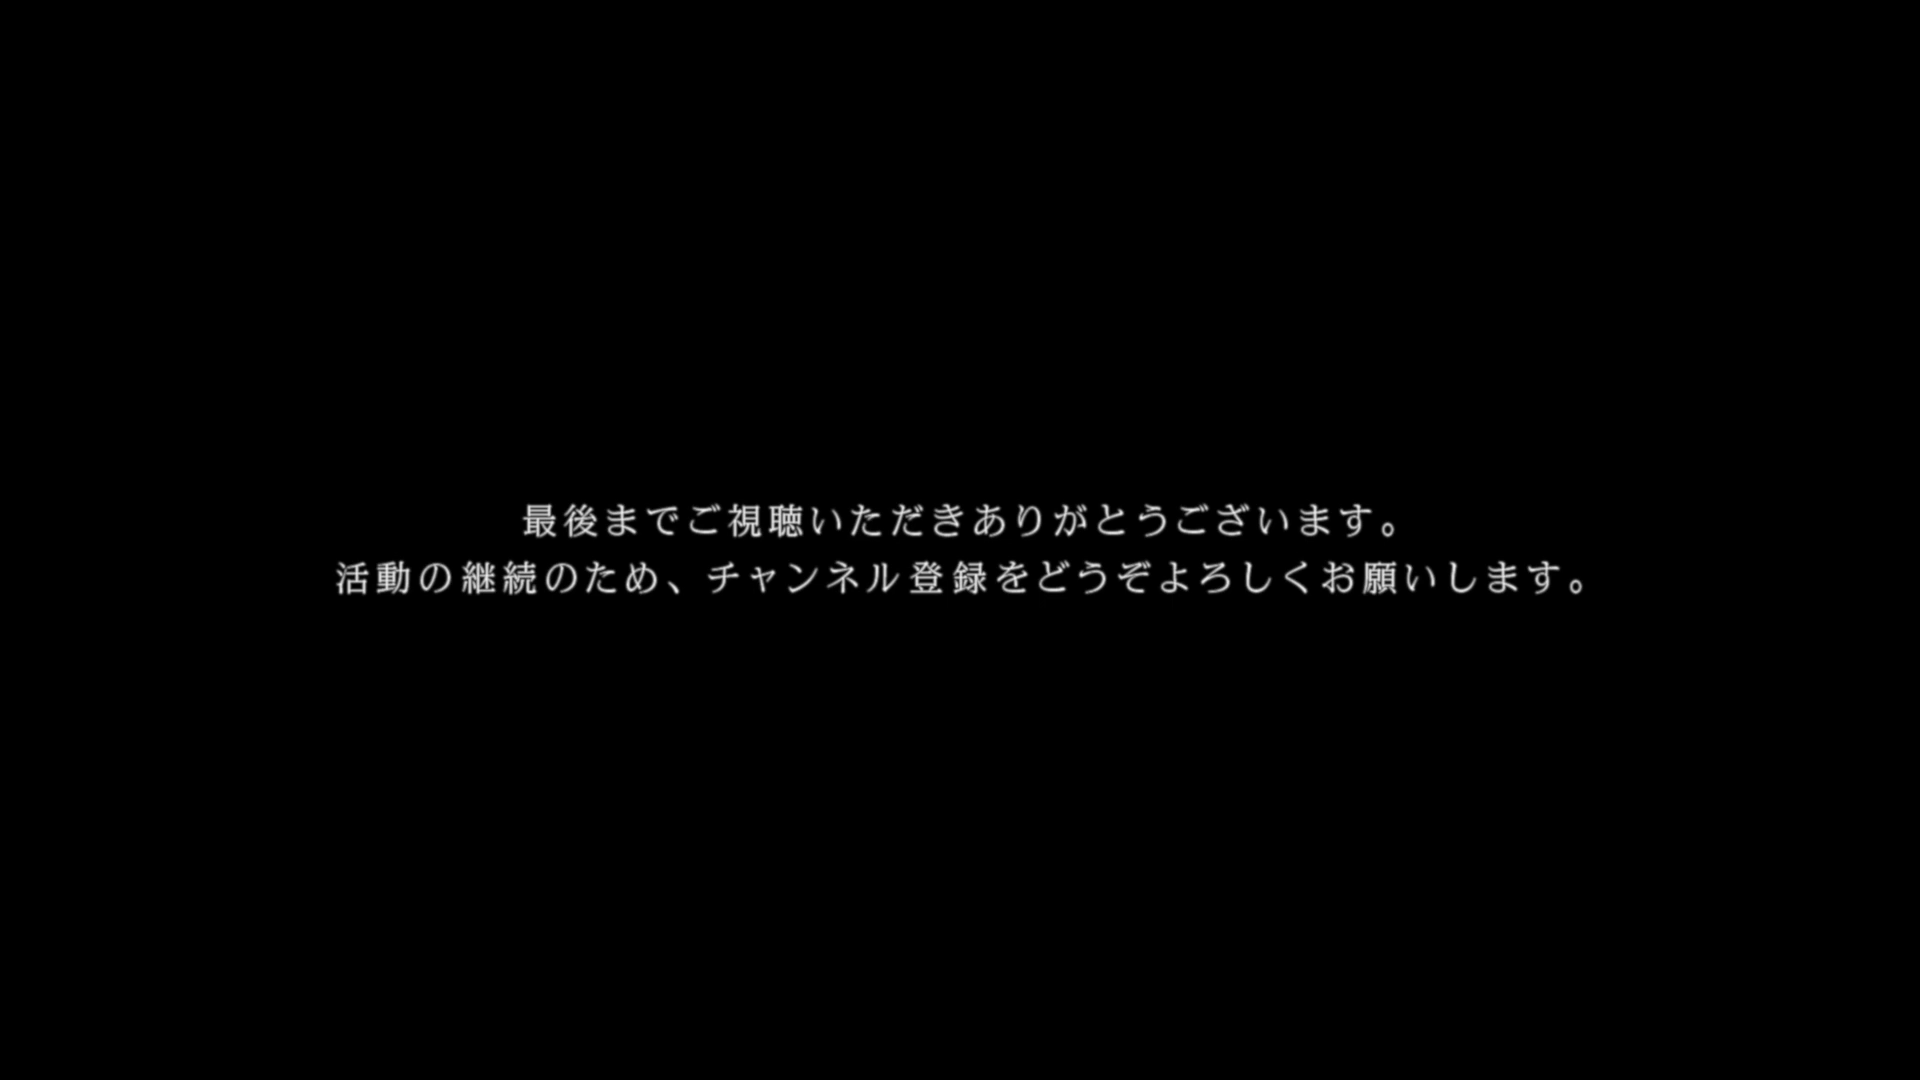 最後までご視聴いただきありがとうございます。
活動の継続のため、チャンネル登録をどうぞよろしくお願いします。